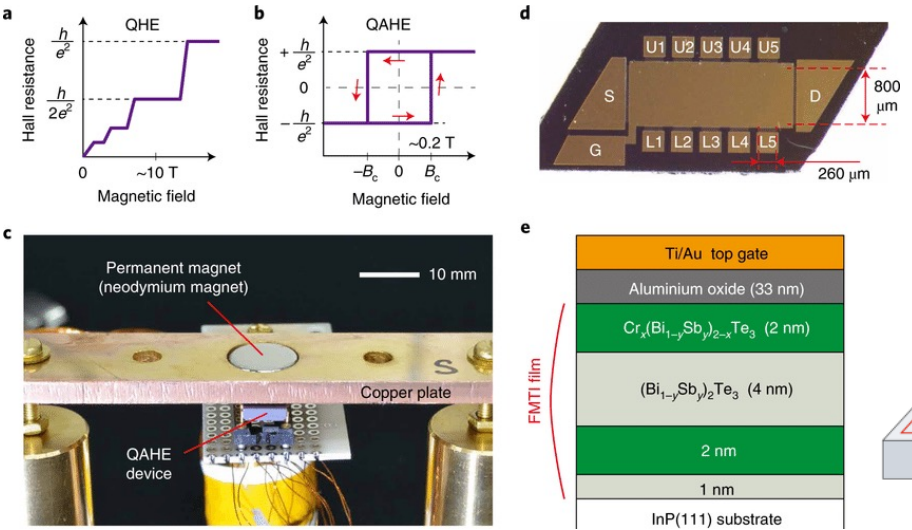 a
QHE
Hall resistance
h
e²
h
2e²
0
~10 T
Magnetic field
b
QAHE
Hall resistance
+ h
e²
0
− h
e²
~0.2 T
−Bc 0 Bc
Magnetic field
c
Permanent magnet
(neodymium magnet)
10 mm
S
Copper plate
QAHE
device
d
U1 U2 U3 U4 U5
S
D
800
μm
G
L1 L2 L3 L4 L5
260 μm
e
Ti/Au top gate
Aluminium oxide (33 nm)
Crx(Bi1−ySby)2−xTe3 (2 nm)
(Bi1−ySby)2Te3 (4 nm)
FMTI film
2 nm
1 nm
InP(111) substrate